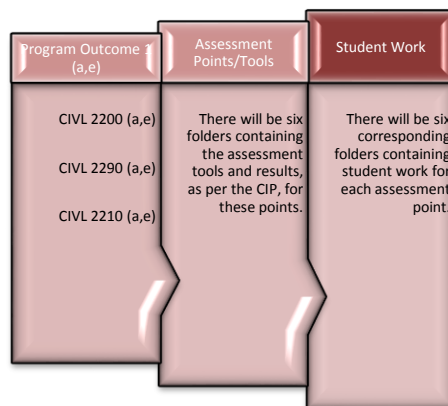 Program Outcome 1
(a,e)
Assessment
Points/Tools
Student Work
CIVL 2200 (a,e)
CIVL 2290 (a,e)
CIVL 2210 (a,e)
There will be six
folders containing
the assessment
tools and results,
as per the CIP, for
these points.
There will be six
corresponding
folders containing
student work for
each assessment
point.